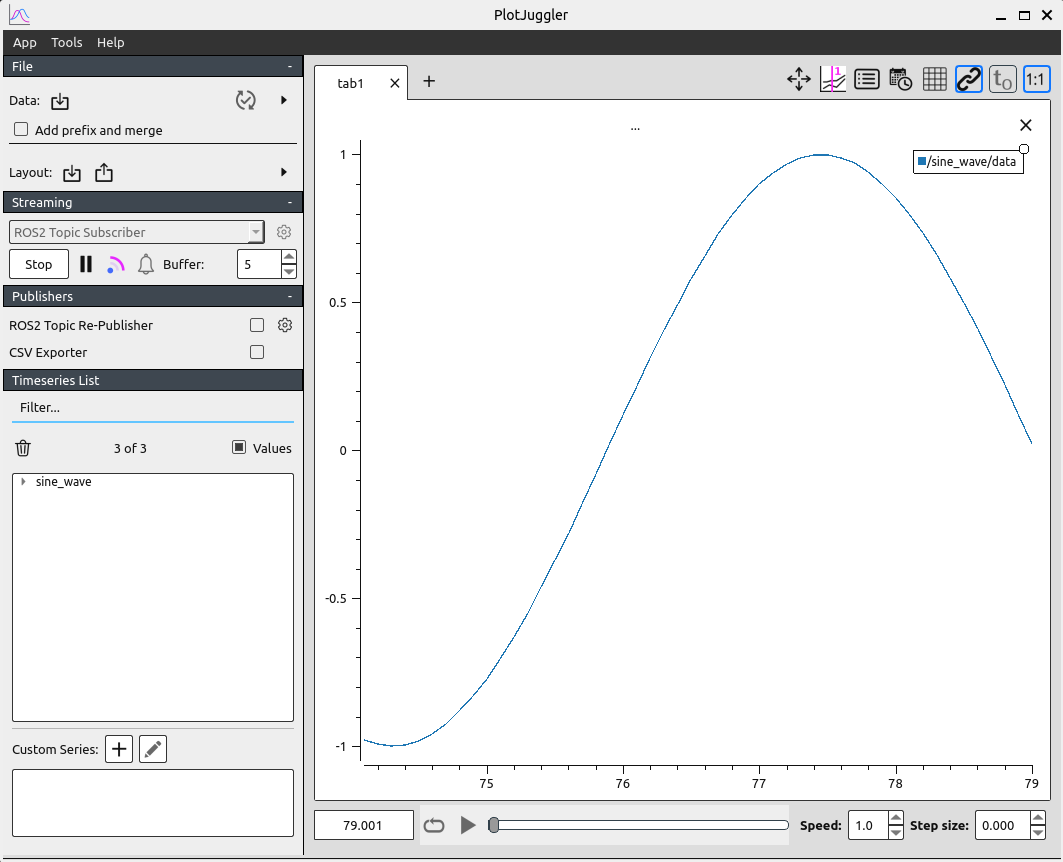 PlotJuggler
App Tools Help
File -
Data:
Add prefix and merge
Layout:
Streaming -
ROS2 Topic Subscriber
Stop Buffer: 5
Publishers -
ROS2 Topic Re-Publisher
CSV Exporter
Timeseries List
Filter...
3 of 3 Values
sine_wave
Custom Series:
tab1
1
t0
1:1
...
/sine_wave/data
1
0.5
0
-0.5
-1
75 76 77 78 79
79.001 Speed: 1.0 Step size: 0.000